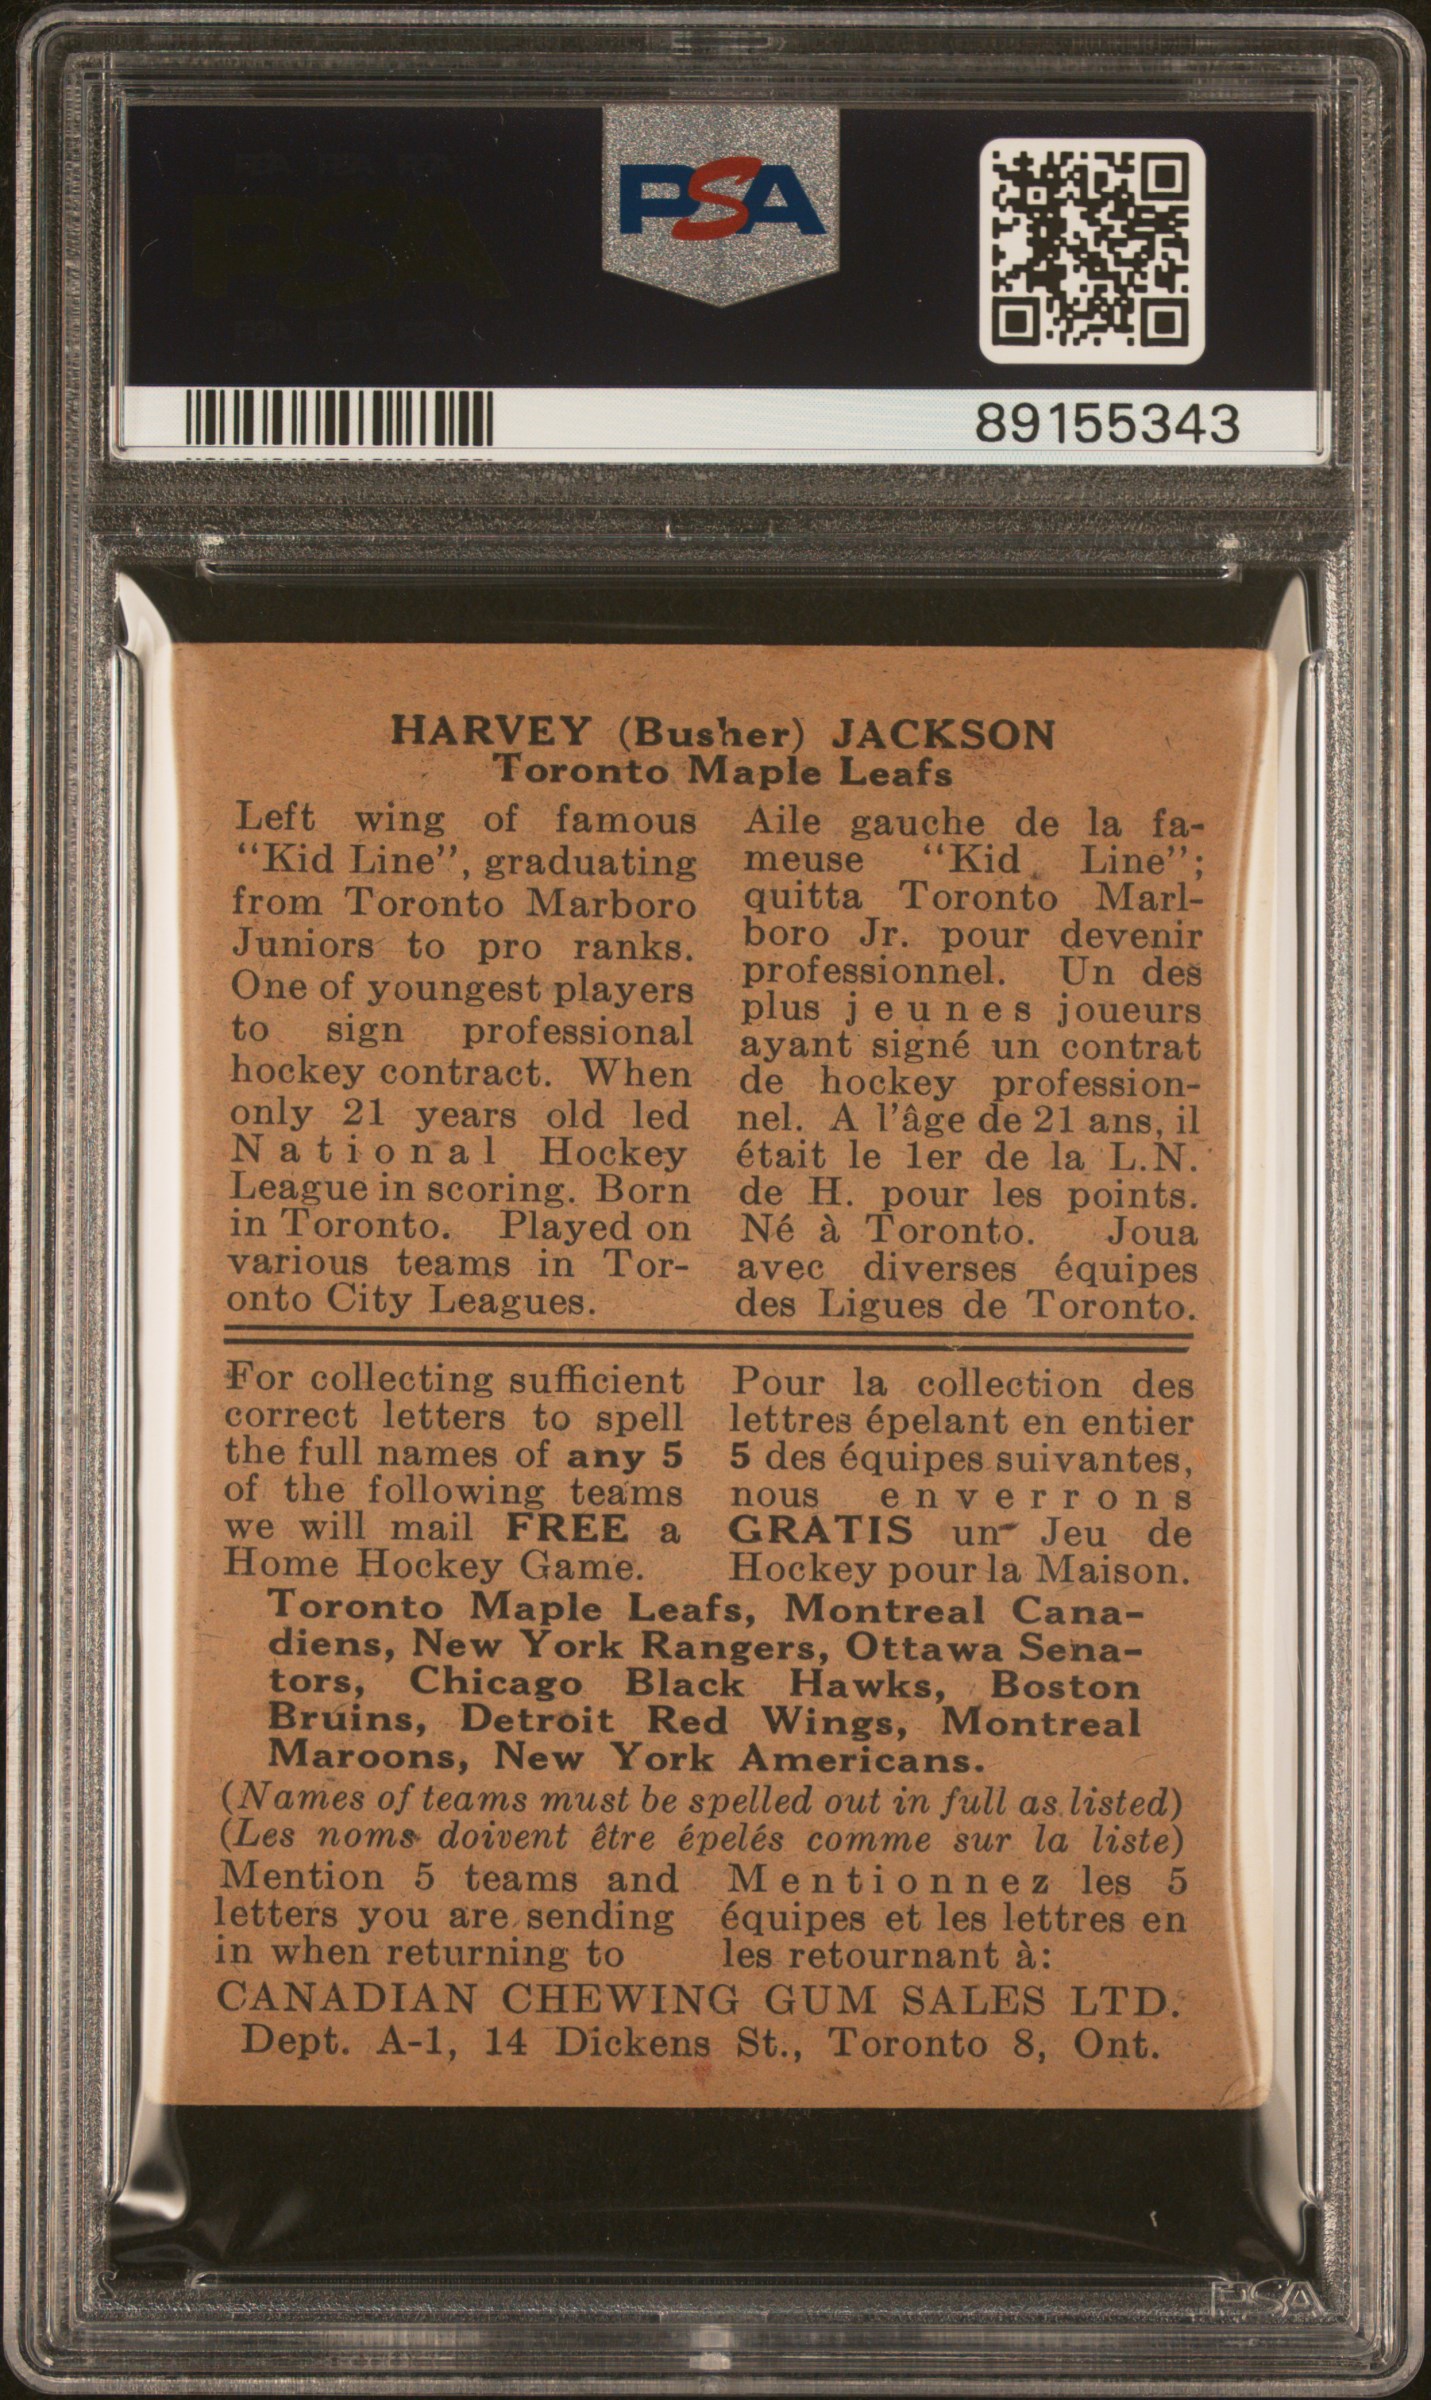 PSA
89155343
HARVEY (Busher) JACKSON
Toronto Maple Leafs
Left wing of famous
“Kid Line”, graduating
from Toronto Marboro
Juniors to pro ranks.
One of youngest players
to sign professional
hockey contract. When
only 21 years old led
National Hockey
League in scoring. Born
in Toronto. Played on
various teams in Tor-
onto City Leagues.
Aile gauche de la fa-
meuse “Kid Line”;
quitta Toronto Marl-
boro Jr. pour devenir
professionnel. Un des
plus jeunes joueurs
ayant signé un contrat
de hockey profession-
nel. A l’âge de 21 ans, il
était le 1er de la L.N.
de H. pour les points.
Né à Toronto. Joua
avec diverses équipes
des Ligues de Toronto.
For collecting sufficient
correct letters to spell
the full names of any 5
of the following teams
we will mail FREE a
Home Hockey Game.
Pour la collection des
lettres épelant en entier
5 des équipes suivantes,
nous enverrons
GRATIS un Jeu de
Hockey pour la Maison.
Toronto Maple Leafs, Montreal Cana-
diens, New York Rangers, Ottawa Sena-
tors, Chicago Black Hawks, Boston
Bruins, Detroit Red Wings, Montreal
Maroons, New York Americans.
(Names of teams must be spelled out in full as listed)
(Les noms doivent être épelés comme sur la liste)
Mention 5 teams and
letters you are sending
in when returning to
Mentionnez les 5
équipes et les lettres en
les retournant à:
CANADIAN CHEWING GUM SALES LTD.
Dept. A-1, 14 Dickens St., Toronto 8, Ont.
PSA